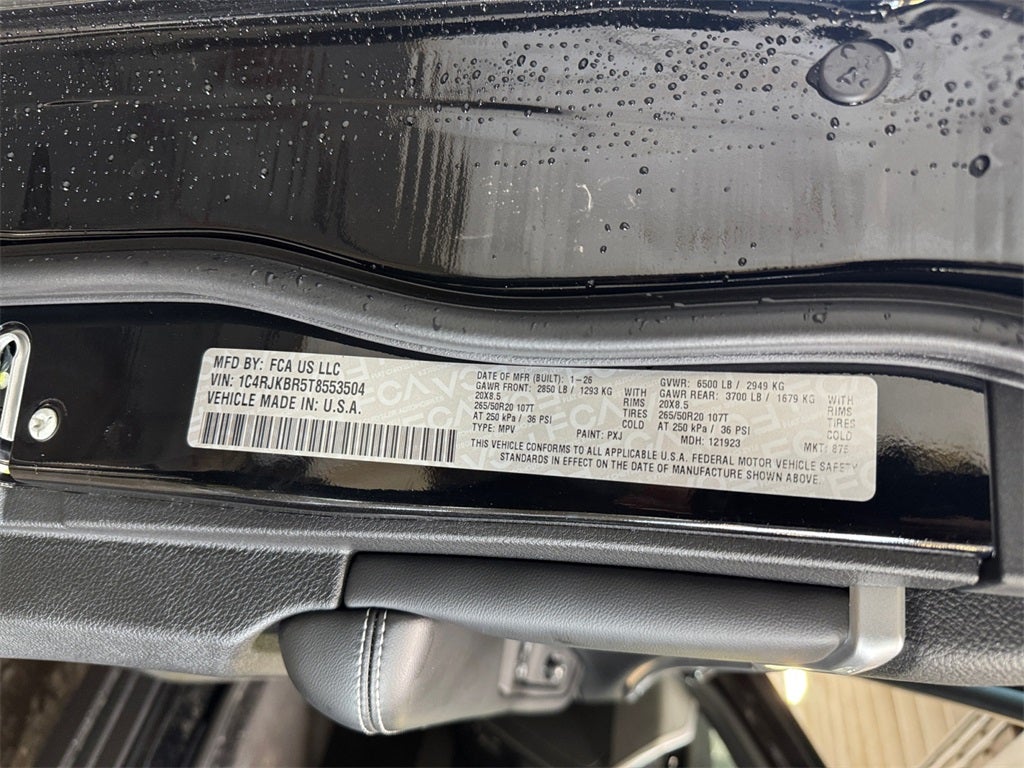 MFD BY: FCA US LLC
VIN: 1C4RJKBR5T8553504
VEHICLE MADE IN: U.S.A.
DATE OF MFR (BUILT): 1-26
GAWR FRONT: 2850 LB / 1293 KG WITH
20X8.5 RIMS
265/50R20 107T TIRES
AT 250 kPa / 36 PSI COLD
TYPE: MPV PAINT: PXJ
GVWR: 6500 LB / 2949 KG
GAWR REAR: 3700 LB / 1679 KG WITH
20X8.5 RIMS
265/50R20 107T TIRES
AT 250 kPa / 36 PSI COLD
MDH: 121923 MKT: 875
THIS VEHICLE CONFORMS TO ALL APPLICABLE U.S.A. FEDERAL MOTOR VEHICLE SAFETY
STANDARDS IN EFFECT ON THE DATE OF MANUFACTURE SHOWN ABOVE.